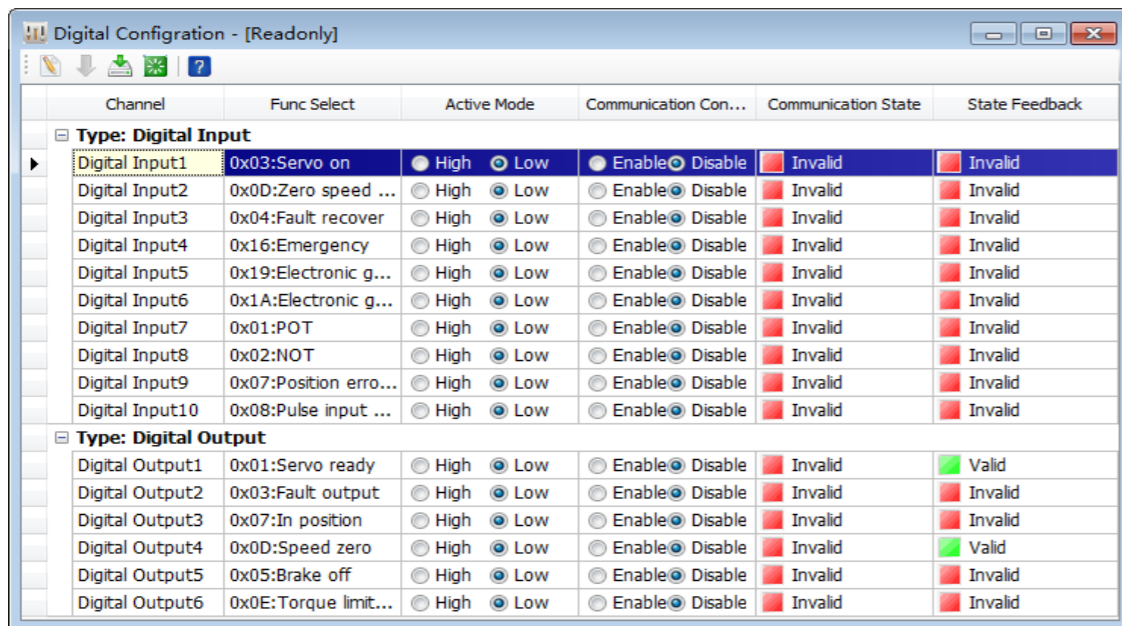 Digital Configration - [Readonly]
?
Channel Func Select Active Mode Communication Con... Communication State State Feedback
Type: Digital Input
Digital Input1 0x03:Servo on High Low Enable Disable Invalid Invalid
Digital Input2 0x0D:Zero speed ... High Low Enable Disable Invalid Invalid
Digital Input3 0x04:Fault recover High Low Enable Disable Invalid Invalid
Digital Input4 0x16:Emergency High Low Enable Disable Invalid Invalid
Digital Input5 0x19:Electronic g... High Low Enable Disable Invalid Invalid
Digital Input6 0x1A:Electronic g... High Low Enable Disable Invalid Invalid
Digital Input7 0x01:POT High Low Enable Disable Invalid Invalid
Digital Input8 0x02:NOT High Low Enable Disable Invalid Invalid
Digital Input9 0x07:Position erro... High Low Enable Disable Invalid Invalid
Digital Input10 0x08:Pulse input ... High Low Enable Disable Invalid Invalid
Type: Digital Output
Digital Output1 0x01:Servo ready High Low Enable Disable Invalid Valid
Digital Output2 0x03:Fault output High Low Enable Disable Invalid Invalid
Digital Output3 0x07:In position High Low Enable Disable Invalid Invalid
Digital Output4 0x0D:Speed zero High Low Enable Disable Invalid Valid
Digital Output5 0x05:Brake off High Low Enable Disable Invalid Invalid
Digital Output6 0x0E:Torque limit... High Low Enable Disable Invalid Invalid